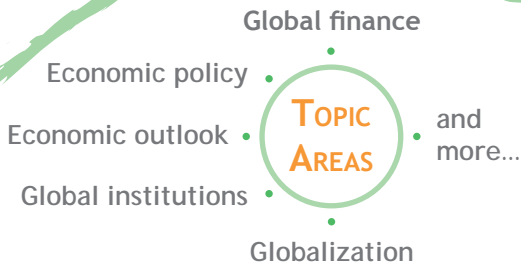 Global finance
Economic policy
Economic outlook
Global institutions
Globalization
TOPIC
AREAS
and
more...